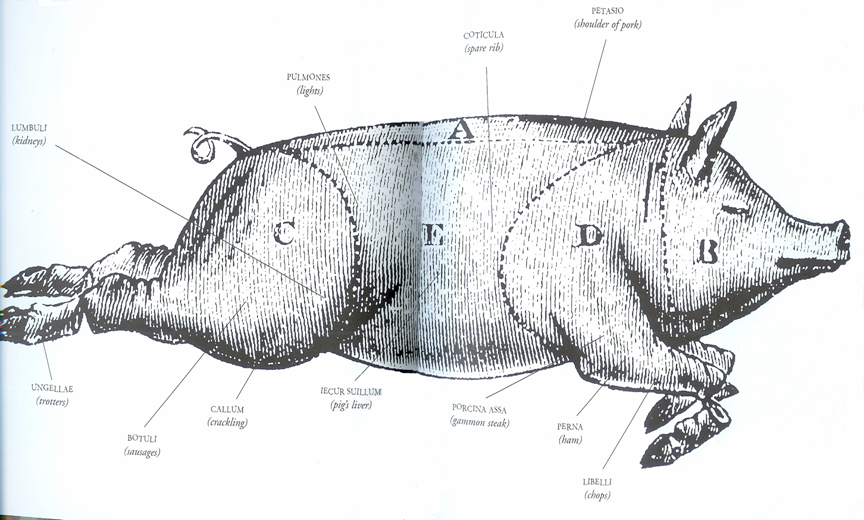 PETASIO
(shoulder of pork)
COTICULA
(spare rib)
PULMONES
(lights)
LUMBULI
(kidneys)
A
C
E
D
B
UNGELLAE
(trotters)
CALLUM
(crackling)
IECUR SUILLUM
(pig's liver)
PORCINA ASSA
(gammon steak)
BOTULI
(sausages)
PERNA
(ham)
LIBELLI
(chops)